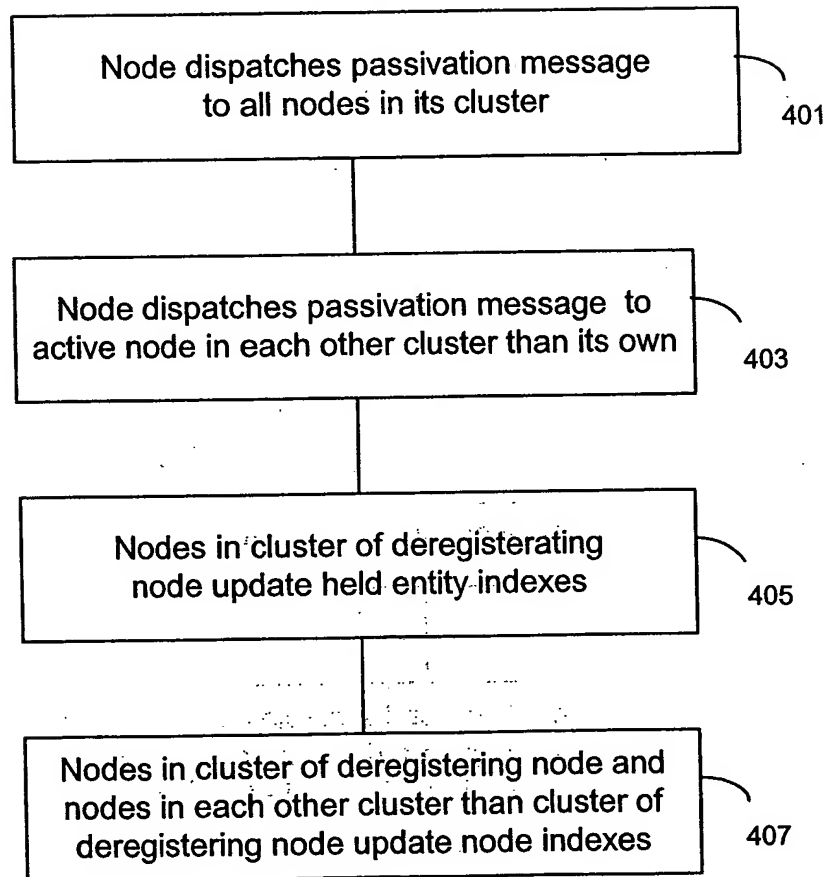 Node dispatches passivation message
to all nodes in its cluster
401
Node dispatches passivation message to
active node in each other cluster than its own
403
Nodes in cluster of deregisterating
node update held entity indexes
405
Nodes in cluster of deregistering node and
nodes in each other cluster than cluster of
deregistering node update node indexes
407